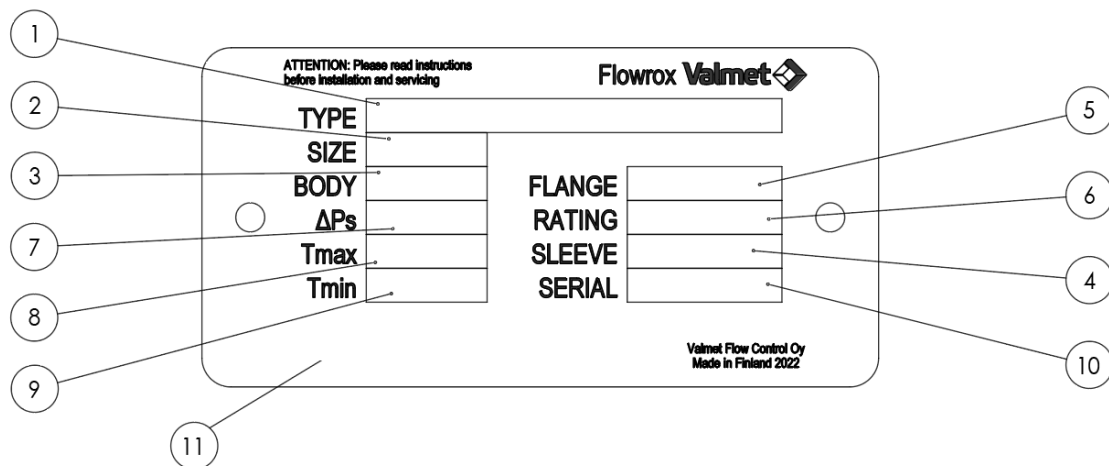 1
ATTENTION: Please read instructions
before installation and servicing
Flowrox Valmet
2
TYPE
5
SIZE
3
BODY
FLANGE
6
ΔPs
RATING
7
Tmax
SLEEVE
4
Tmin
SERIAL
8
Valmet Flow Control Oy
Made in Finland 2022
10
9
11